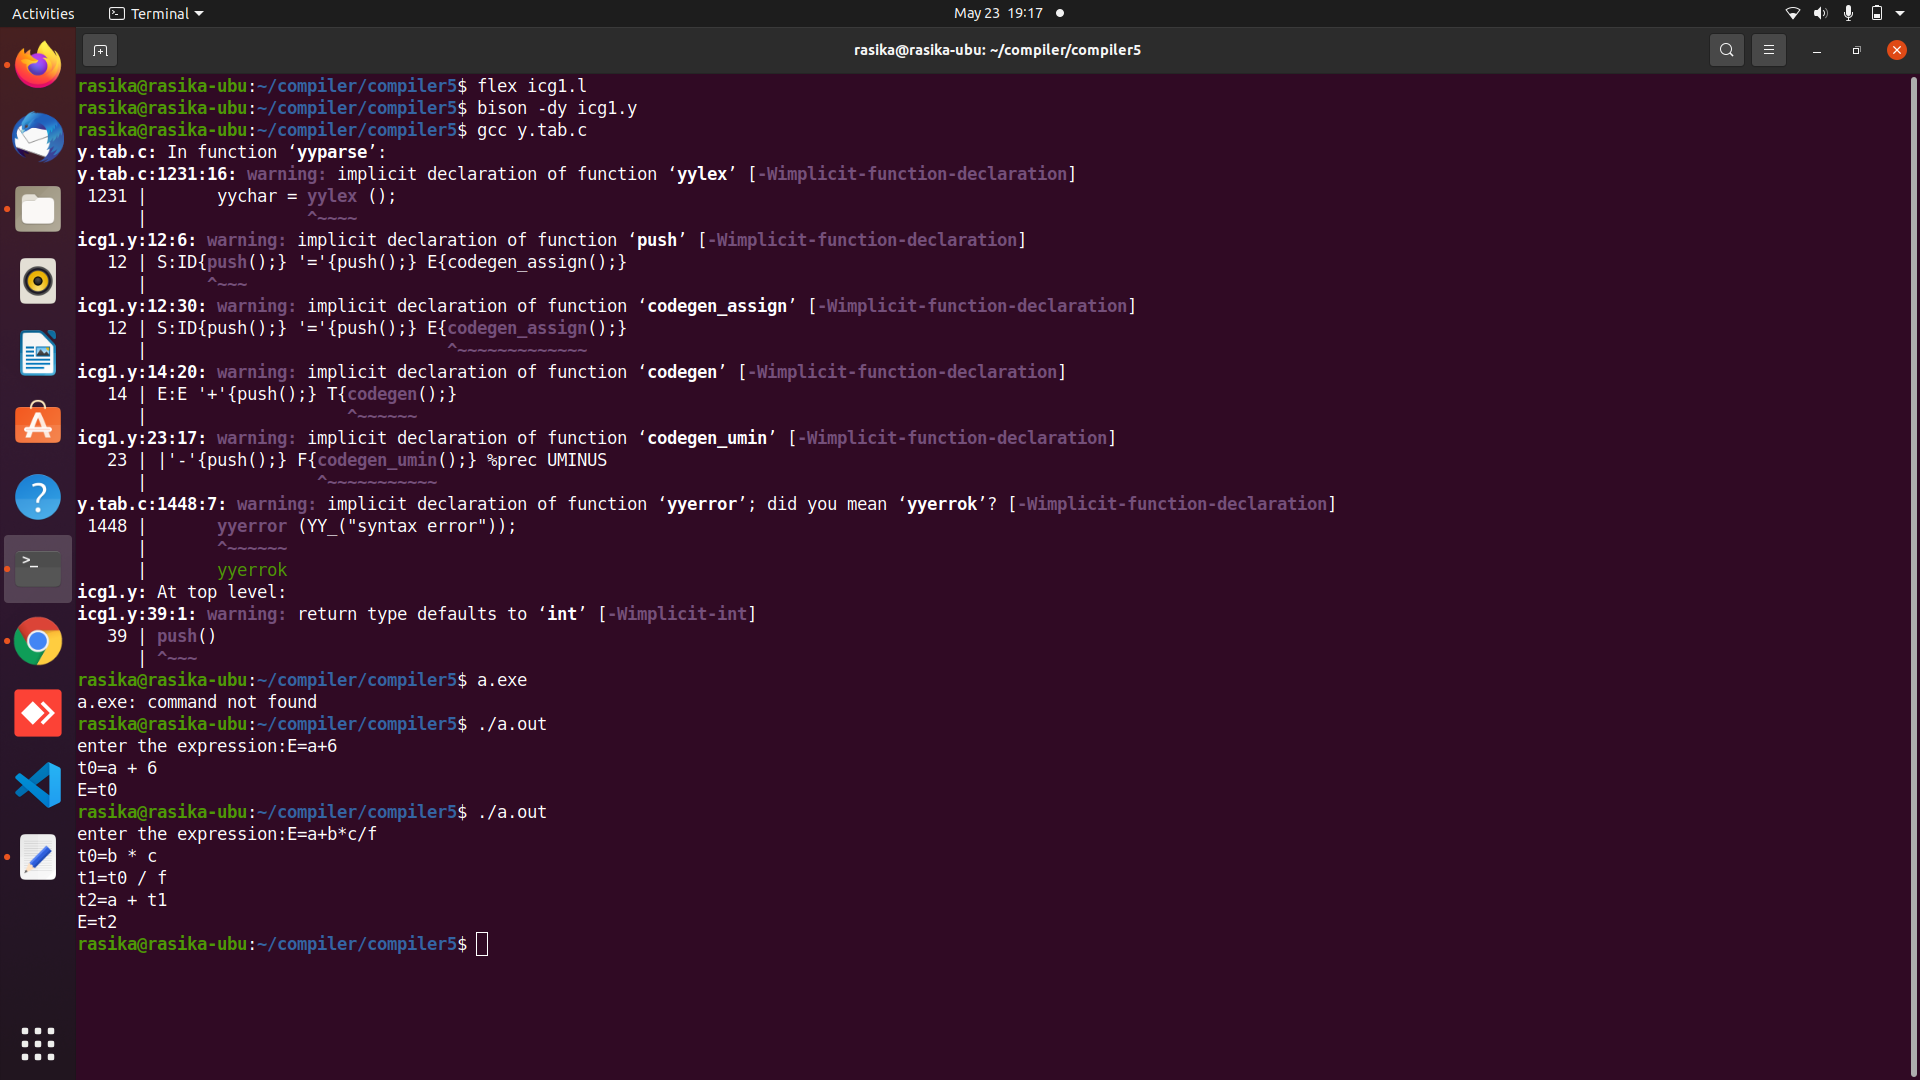 Activities Terminal May 23 19:17
rasika@rasika-ubu: ~/compiler/compiler5
rasika@rasika-ubu:~/compiler/compiler5$ flex icg1.l
rasika@rasika-ubu:~/compiler/compiler5$ bison -dy icg1.y
rasika@rasika-ubu:~/compiler/compiler5$ gcc y.tab.c
y.tab.c: In function ‘yyparse’:
y.tab.c:1231:16: warning: implicit declaration of function ‘yylex’ [-Wimplicit-function-declaration]
 1231 |       yychar = yylex ();
      |                ^~~~~
icg1.y:12:6: warning: implicit declaration of function ‘push’ [-Wimplicit-function-declaration]
   12 | S:ID{push();} '='{push();} E{codegen_assign();}
      |      ^~~~
icg1.y:12:30: warning: implicit declaration of function ‘codegen_assign’ [-Wimplicit-function-declaration]
   12 | S:ID{push();} '='{push();} E{codegen_assign();}
      |                              ^~~~~~~~~~~~~~
icg1.y:14:20: warning: implicit declaration of function ‘codegen’ [-Wimplicit-function-declaration]
   14 | E:E '+'{push();} T{codegen();}
      |                    ^~~~~~~
icg1.y:23:17: warning: implicit declaration of function ‘codegen_umin’ [-Wimplicit-function-declaration]
   23 | |'-'{push();} F{codegen_umin();} %prec UMINUS
      |                 ^~~~~~~~~~~~
y.tab.c:1448:7: warning: implicit declaration of function ‘yyerror’; did you mean ‘yyerrok’? [-Wimplicit-function-declaration]
 1448 |       yyerror (YY_("syntax error"));
      |       ^~~~~~~
      |       yyerrok
icg1.y: At top level:
icg1.y:39:1: warning: return type defaults to ‘int’ [-Wimplicit-int]
   39 | push()
      | ^~~~
rasika@rasika-ubu:~/compiler/compiler5$ a.exe
a.exe: command not found
rasika@rasika-ubu:~/compiler/compiler5$ ./a.out
enter the expression:E=a+6
t0=a + 6
E=t0
rasika@rasika-ubu:~/compiler/compiler5$ ./a.out
enter the expression:E=a+b*c/f
t0=b * c
t1=t0 / f
t2=a + t1
E=t2
rasika@rasika-ubu:~/compiler/compiler5$